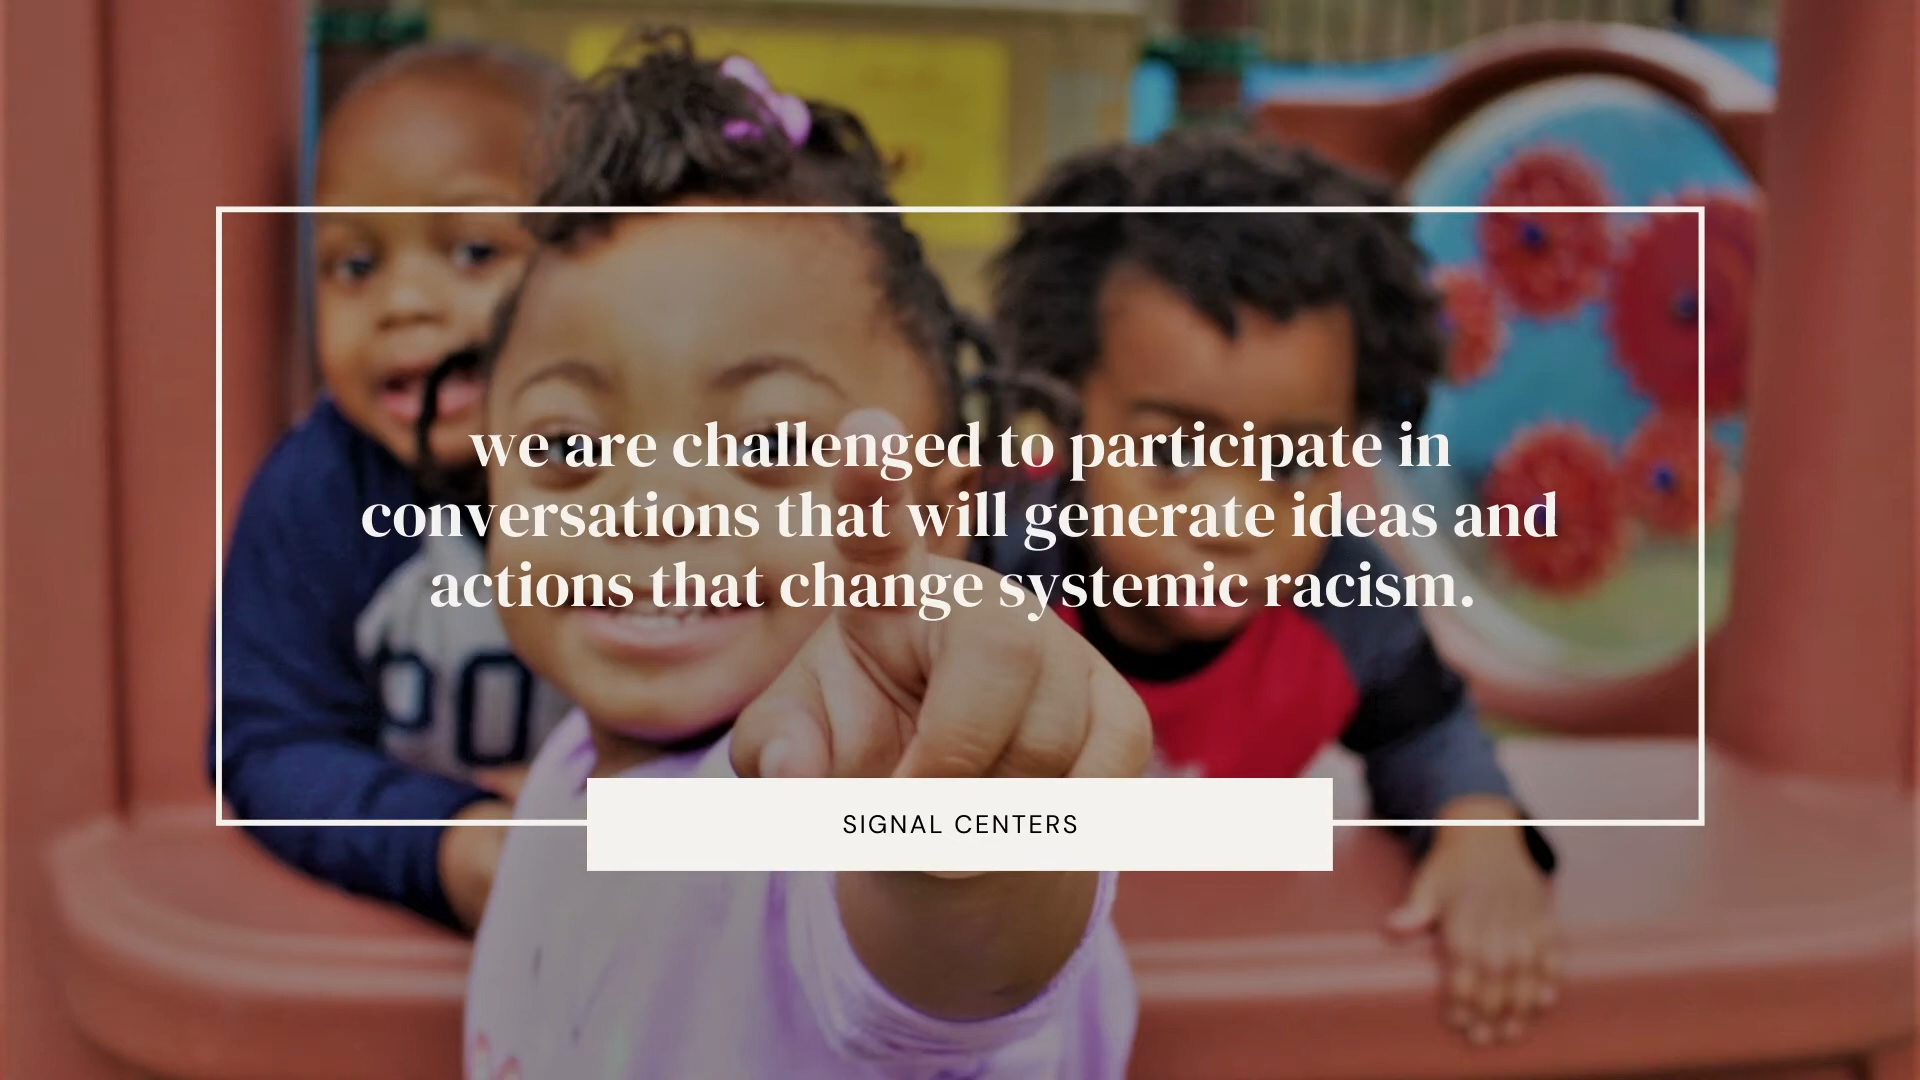 we are challenged to participate in
conversations that will generate ideas and
actions that change systemic racism.
SIGNAL CENTERS